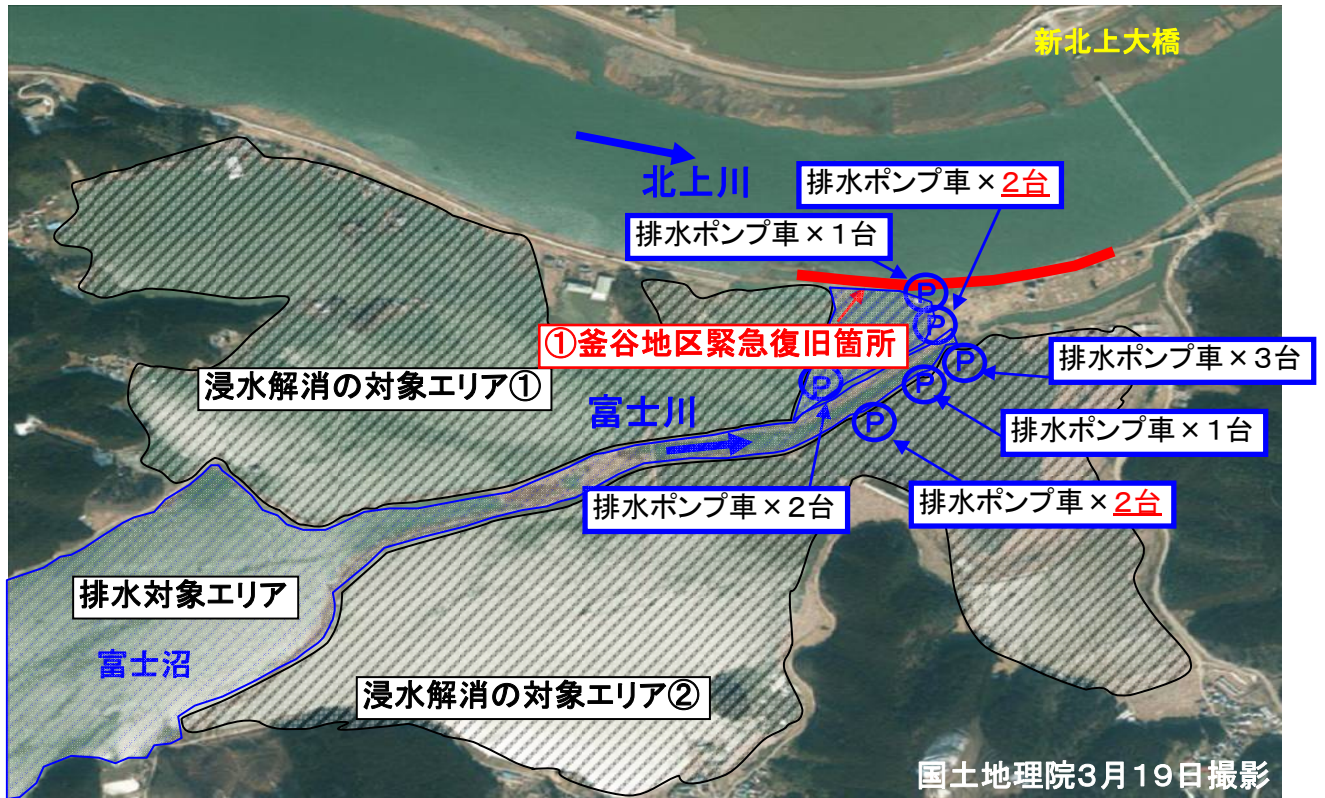 新北上大橋
北上川
排水ポンプ車×2台
排水ポンプ車×1台
P
P
①釜谷地区緊急復旧箇所
排水ポンプ車×3台
P
浸水解消の対象エリア①
P
P
富士川
P
排水ポンプ車×1台
排水ポンプ車×2台
排水ポンプ車×2台
排水対象エリア
富士沼
浸水解消の対象エリア②
国土地理院3月19日撮影